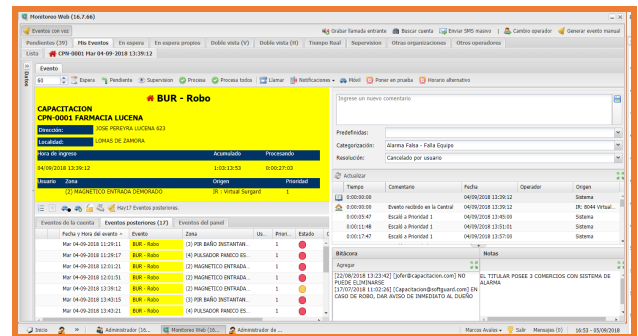 Monitoreo Web (16.7.66)
Eventos con voz
Grabar llamada entrante Buscar cuenta Enviar SMS masivo Cambio operador Generar evento manual
Pendientes (39) Mis Eventos En espera En espera propios Doble vista (V) Doble vista (H) Tiempo Real Supervision Otras organizaciones Otros operadores
Lista CPN-0001 Mar 04-09-2018 13:39:12
Datos
Evento
60 Espera Pendiente Supervision Procesa Procesa todos Llamar Notificaciones Móvil Poner en prueba Horario alternativo
BUR - Robo
CAPACITACION
CPN-0001 FARMACIA LUCENA
Dirección: JOSE PEREYRA LUCENA 623
Localidad: LOMAS DE ZAMORA
Hora de ingreso Acumulado Procesando
04/09/2018 13:39:12 1:03:13:53 0:00:27:03
Usuario Zona Origen Prioridad
(2) MAGNETICO ENTRADA DEMORADO IR : Virtual Surgard 1
Hay17 Eventos posteriores.
Eventos de la cuenta Eventos posteriores (17) Eventos del panel
Fecha y Hora del evento Evento Zona Us... Prior... Estado
Mar 04-09-2018 11:29:11 BUR - Robo (3) PIR BAÑO INSTANTAN... 1
Mar 04-09-2018 11:29:17 BUR - Robo (4) PULSADOR PANICO ES... 1
Mar 04-09-2018 12:01:21 BUR - Robo (2) MAGNETICO ENTRADA... 1
Mar 04-09-2018 12:01:51 BUR - Robo (2) MAGNETICO ENTRADA... 1
Mar 04-09-2018 13:39:12 BUR - Robo (2) MAGNETICO ENTRADA... 1
Mar 04-09-2018 13:43:15 BUR - Robo (3) PIR BAÑO INSTANTAN... 1
Mar 04-09-2018 13:43:21 BUR - Robo (4) PULSADOR PANICO ES... 1
Ingrese un nuevo comentario
Predefinidas:
Categorización: Alarma Falsa - Falla Equipo
Resolución: Cancelado por usuario
Actualizar
Tiempo Comentario Fecha Operador Origen
0:00:00:00 04/09/2018 13:39:12 Sistema
0:00:00:00 Evento recibido en la Central 04/09/2018 13:39:12 IR: 8044 Virtual...
0:00:05:47 Escaló a Prioridad 1 04/09/2018 13:45:00 Sistema
0:00:11:48 Escaló a Prioridad 1 04/09/2018 13:51:01 Sistema
0:00:17:47 Escaló a Prioridad 1 04/09/2018 13:57:00 Sistema
Bitácora Notas
Agregar
[22/08/2018 13:23:42] [jofer@capacitacion.com] NO PUEDE ELIMINARSE
[17/07/2018 11:02:26] [Capacitacion@softguard.com] EN CASO DE ROBO, DAR AVISO DE INMEDIATO AL DUEÑO
EL TITULAR POSEE 3 COMERCIOS CON SISTEMA DE ALARMA
Inicio Administrador (16... Monitoreo Web (16... Administrador de ... Marcos Avalos Salir Mensajes (0) 16:53 - 05/09/2018